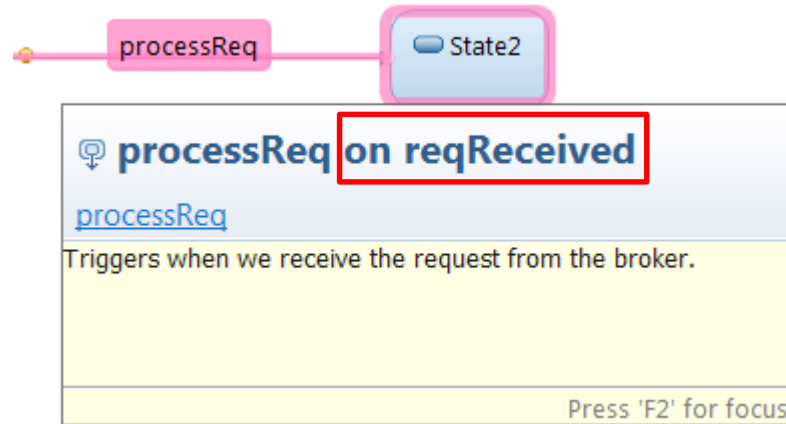 processReq State2
processReq on reqReceived
processReq
Triggers when we receive the request from the broker.
Press 'F2' for focus